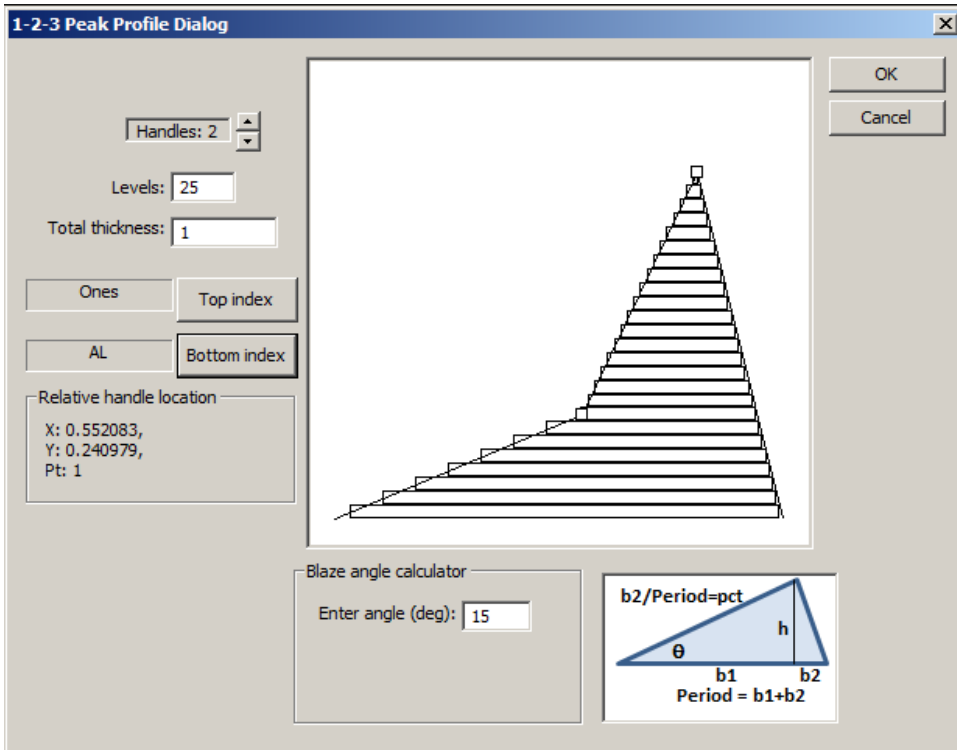 1-2-3 Peak Profile Dialog
OK
Cancel
Handles: 2
Levels: 25
Total thickness: 1
Ones
Top index
AL
Bottom index
Relative handle location
X: 0.552083,
Y: 0.240979,
Pt: 1
Blaze angle calculator
Enter angle (deg): 15
b2/Period=pct
h
θ
b1 b2
Period = b1+b2